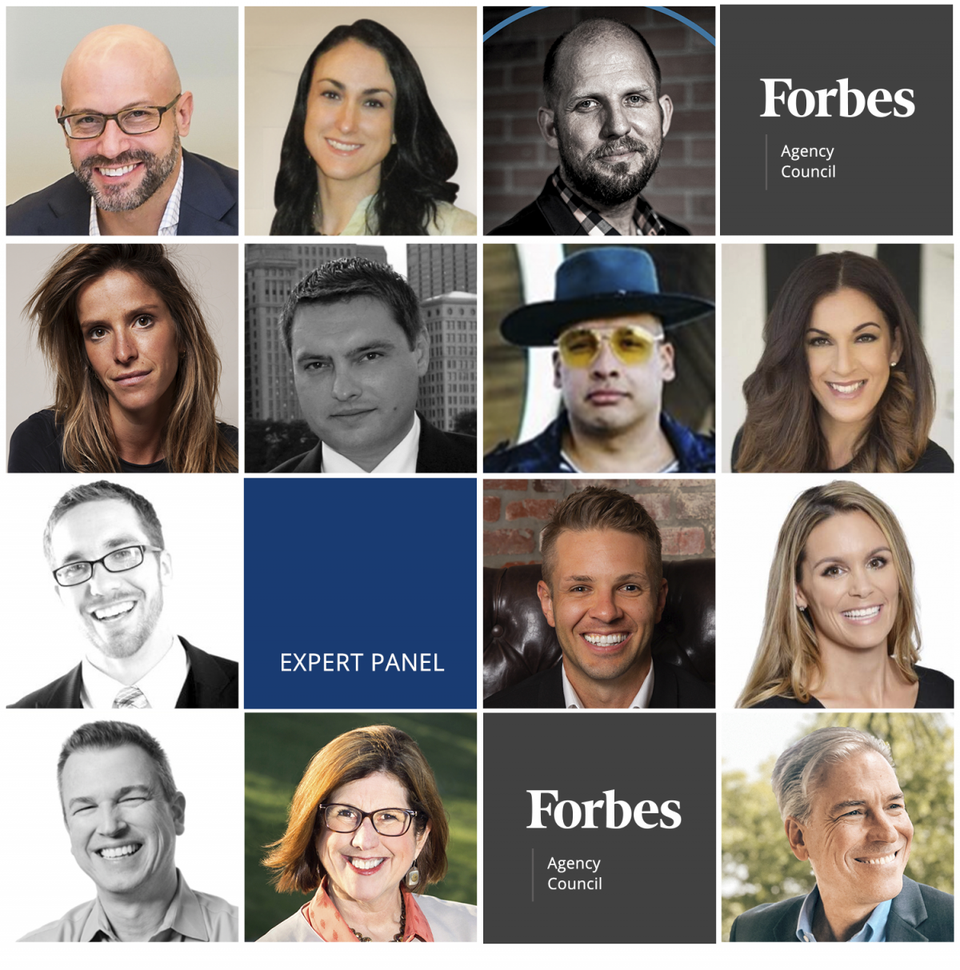 Forbes
Agency
Council
EXPERT PANEL
Forbes
Agency
Council